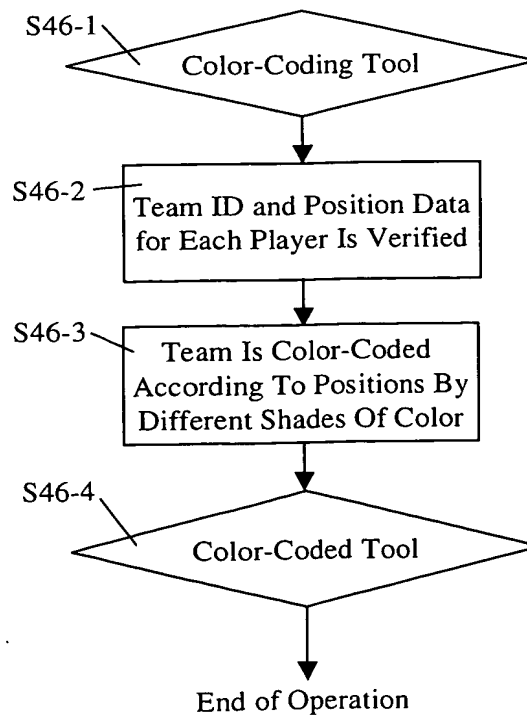 S46-1
Color-Coding Tool
S46-2
Team ID and Position Data
for Each Player Is Verified
S46-3
Team Is Color-Coded
According To Positions By
Different Shades Of Color
S46-4
Color-Coded Tool
End of Operation